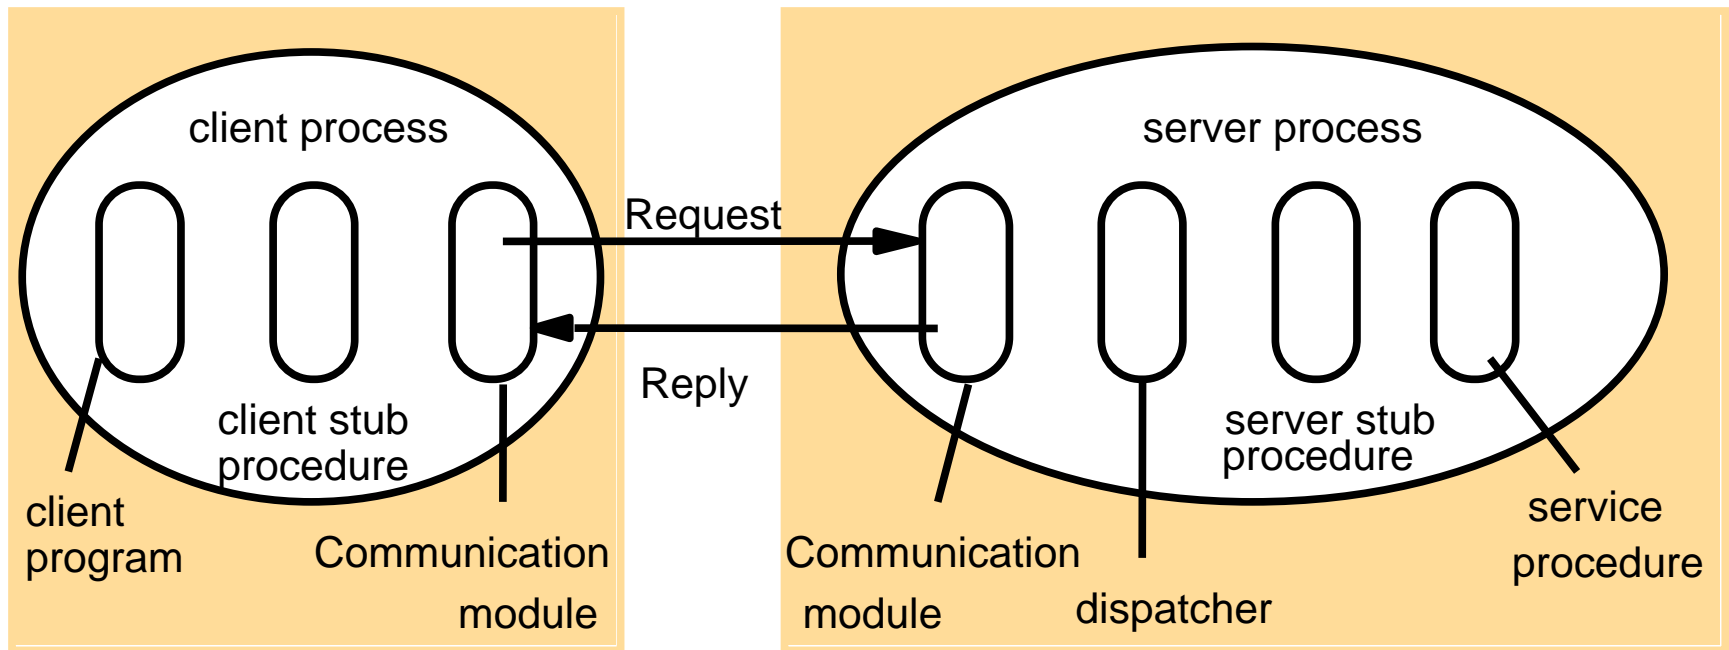 client process
server process
Request
Reply
client stub
procedure
server stub
procedure
client
program
Communication
module
Communication
module
dispatcher
service
procedure